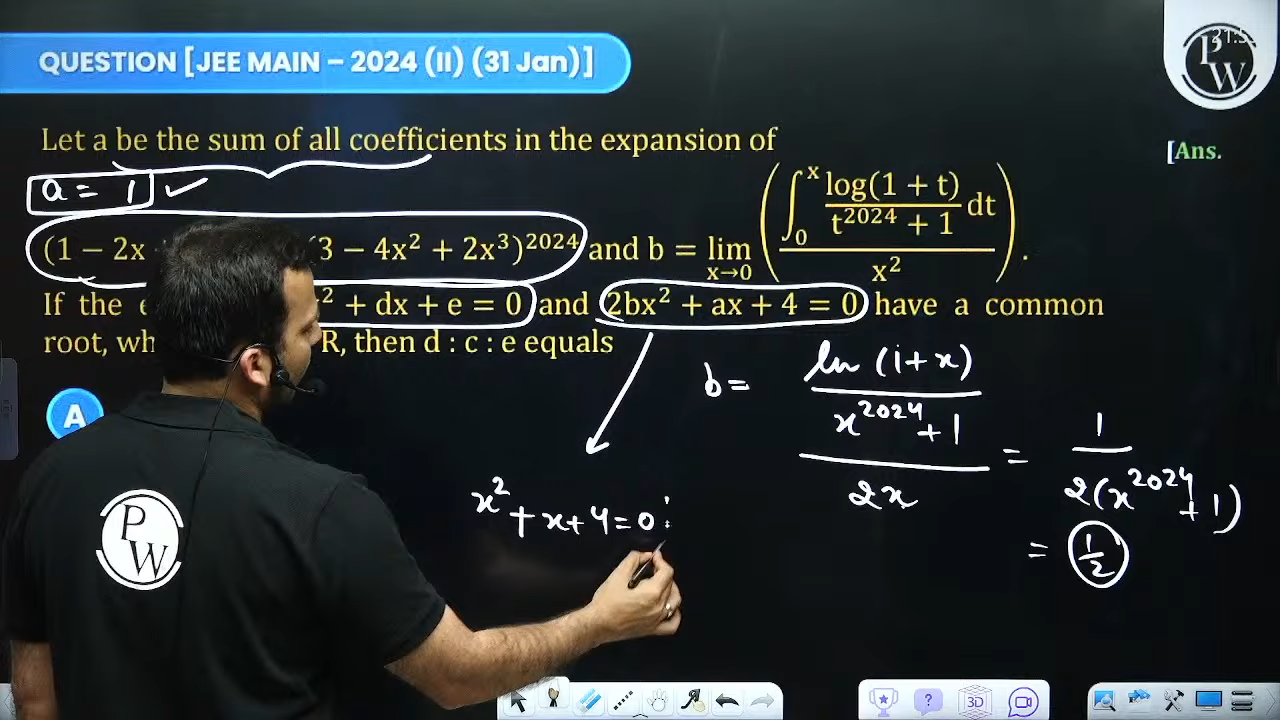 QUESTION [JEE MAIN – 2024 (II) (31 Jan)]
PW
Let a be the sum of all coefficients in the expansion of
[Ans.
a = 1 ✓
(1 − 2x (3 − 4x² + 2x³)²⁰²⁴ and b = lim x→0 (∫₀ˣ log(1 + t)/(t²⁰²⁴ + 1) dt / x²).
If the x² + dx + e = 0 and 2bx² + ax + 4 = 0 have a common
root, R, then d : c : e equals
b = (ln (1+x) / (x²⁰²⁴ + 1)) / 2x = 1 / 2(x²⁰²⁴ + 1)
= 1/2
A
x² + x + 4 = 0 :
PW
3D